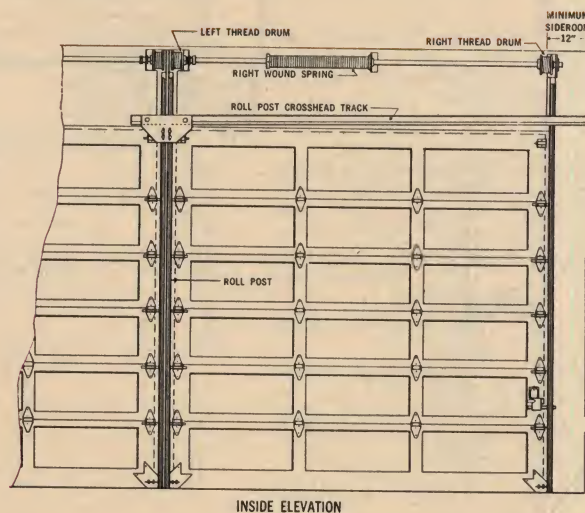 MINIMUM
SIDEROOM
12"
LEFT THREAD DRUM
RIGHT THREAD DRUM
RIGHT WOUND SPRING
ROLL POST CROSSHEAD TRACK
ROLL POST
INSIDE ELEVATION